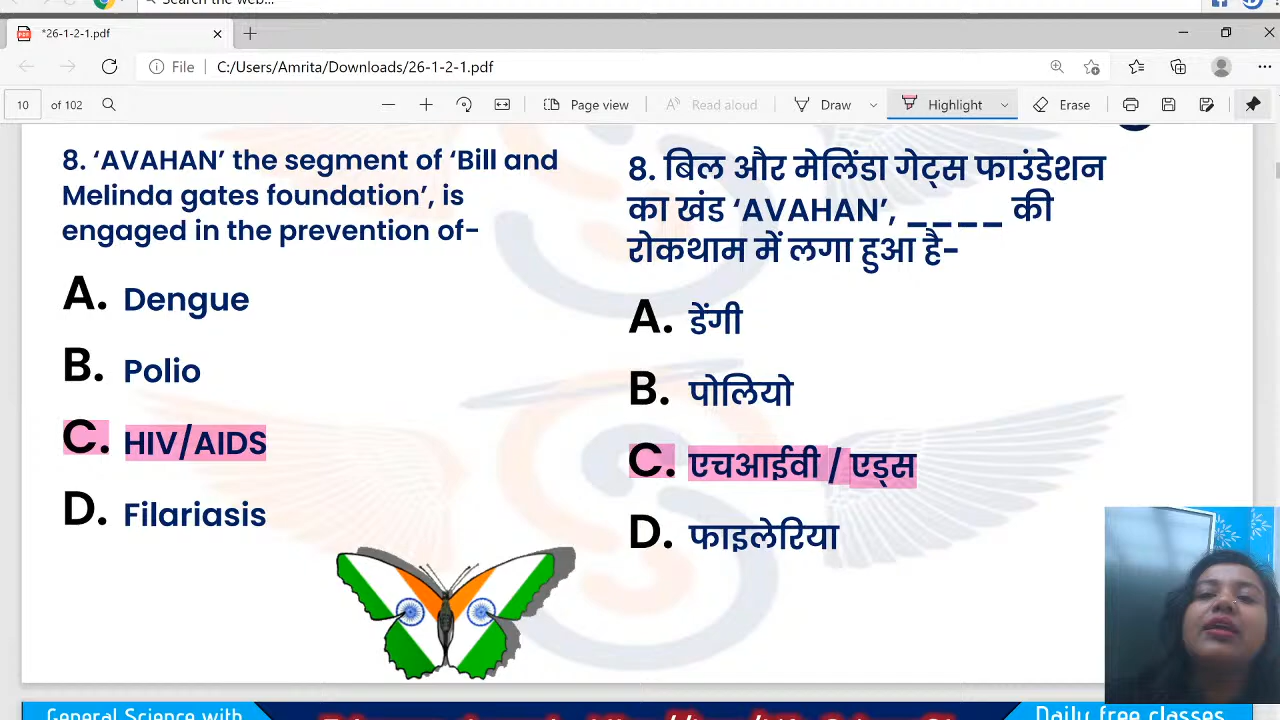 Search the web...
*26-1-2-1.pdf
File C:/Users/Amrita/Downloads/26-1-2-1.pdf
10 of 102 Page view Read aloud Draw Highlight Erase
8. ‘AVAHAN’ the segment of ‘Bill and
Melinda gates foundation’, is
engaged in the prevention of-
A. Dengue
B. Polio
C. HIV/AIDS
D. Filariasis
8. बिल और मेलिंडा गेट्स फाउंडेशन
का खंड ‘AVAHAN’, ____ की
रोकथाम में लगा हुआ है-
A. डेंगी
B. पोलियो
C. एचआईवी / एड्स
D. फाइलेरिया
General Science with
Daily free classes